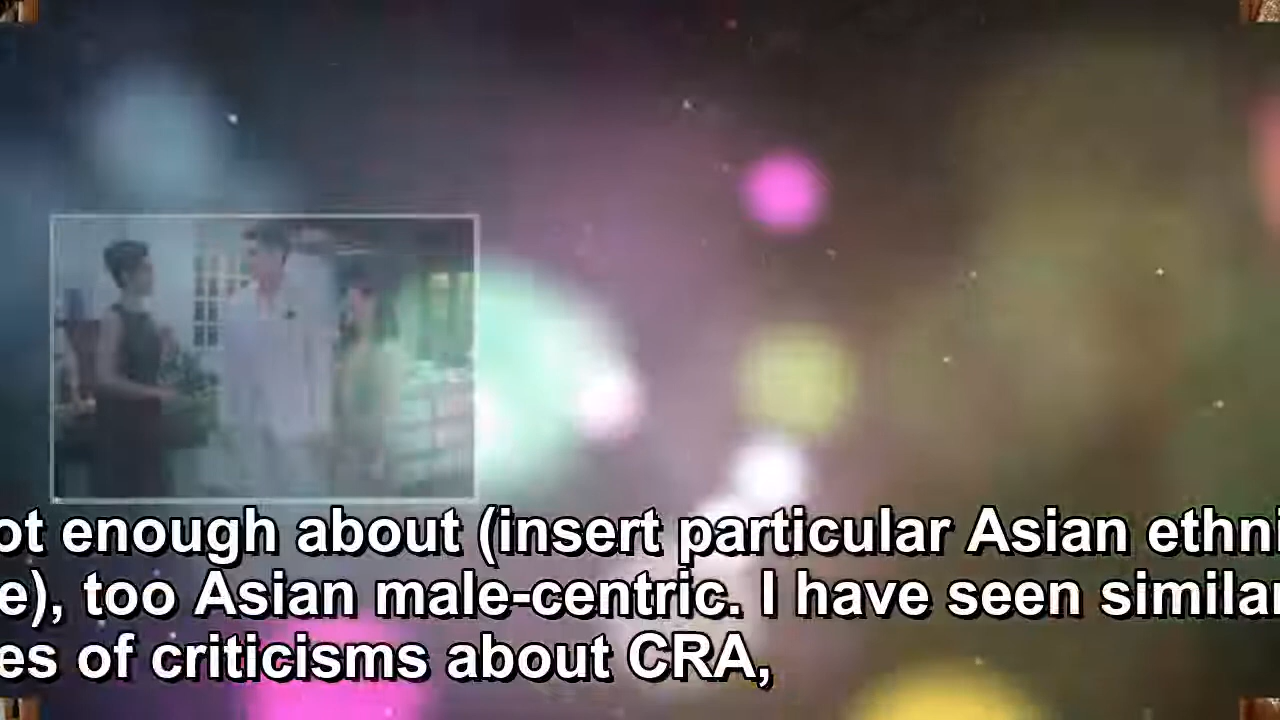 ot enough about (insert particular Asian ethni
e), too Asian male-centric. I have seen similar
es of criticisms about CRA,